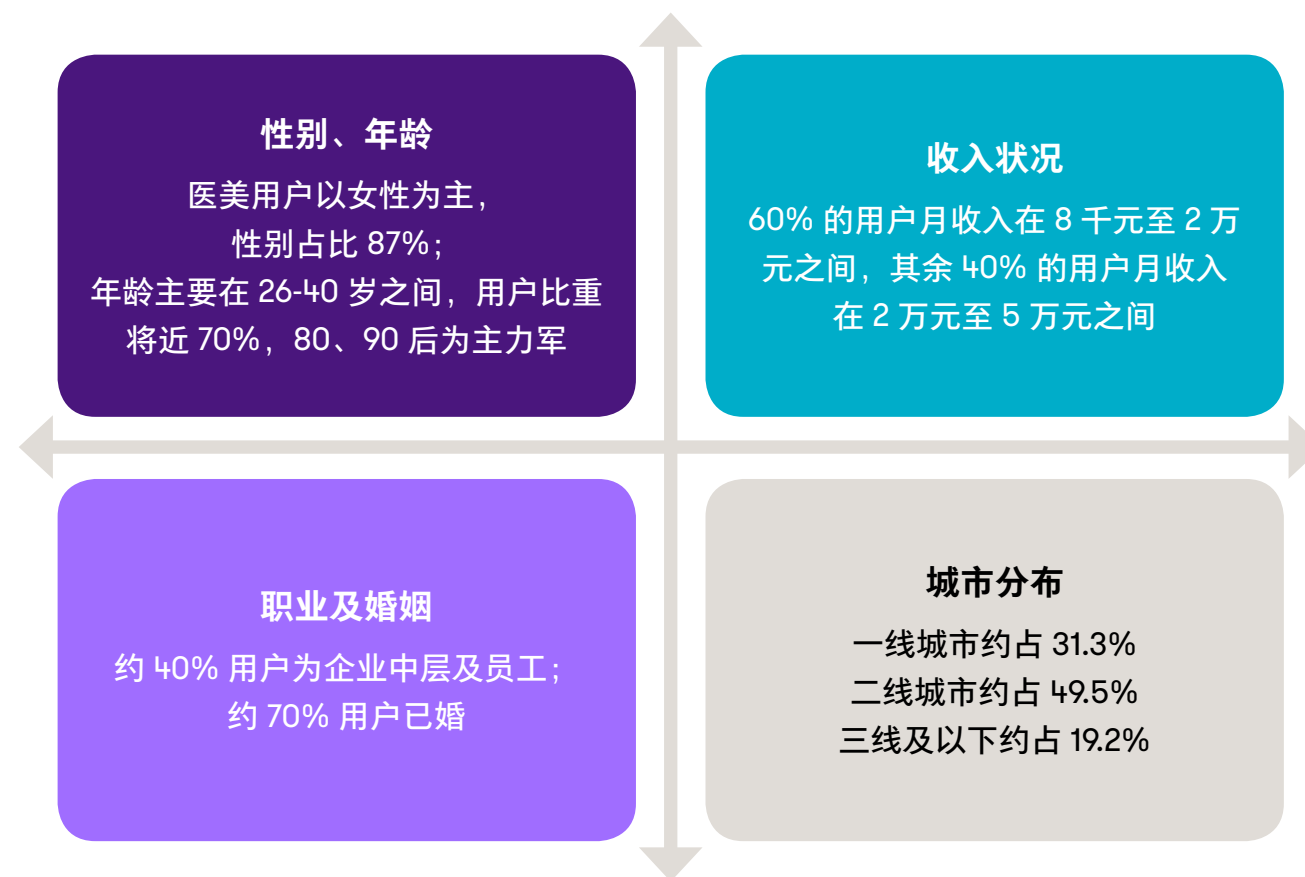 性别、年龄
医美用户以女性为主，
性别占比 87%；
年龄主要在 26-40 岁之间，用户比重
将近 70%，80、90 后为主力军
收入状况
60% 的用户月收入在 8 千元至 2 万
元之间，其余 40% 的用户月收入
在 2 万元至 5 万元之间
职业及婚姻
约 40% 用户为企业中层及员工；
约 70% 用户已婚
城市分布
一线城市约占 31.3%
二线城市约占 49.5%
三线及以下约占 19.2%